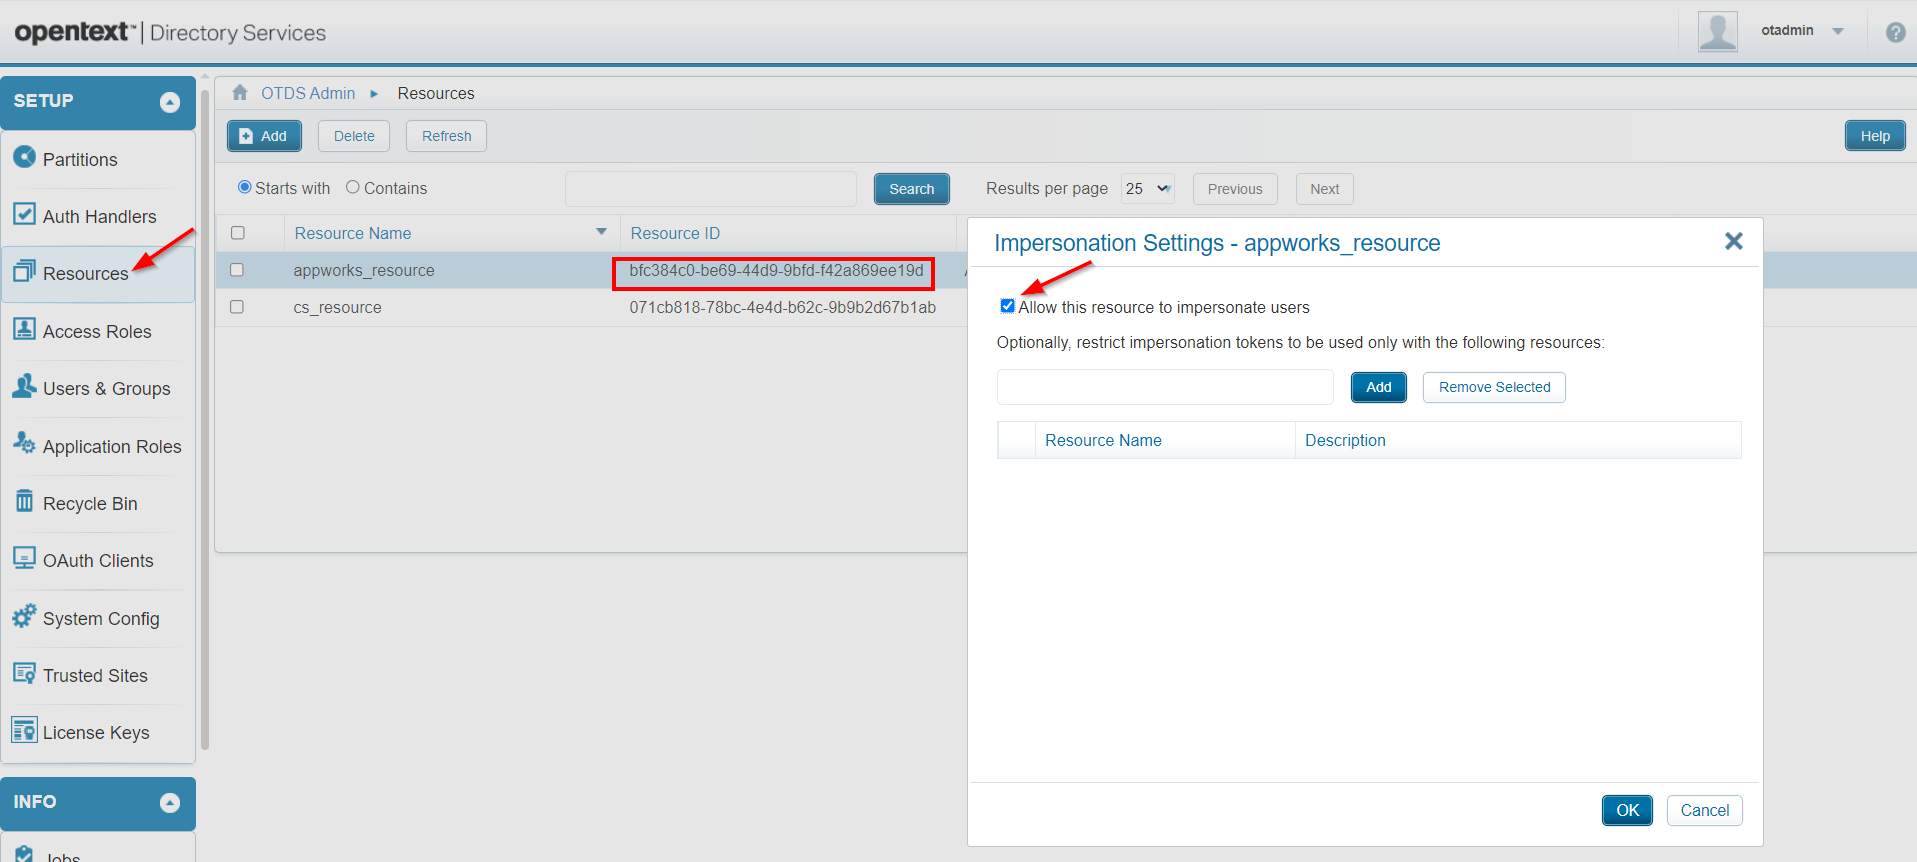 opentext™ | Directory Services
otadmin
?
SETUP
Partitions
Auth Handlers
Resources
Access Roles
Users & Groups
Application Roles
Recycle Bin
OAuth Clients
System Config
Trusted Sites
License Keys
INFO
Jobs
OTDS Admin ▸ Resources
Add Delete Refresh Help
Starts with Contains Search Results per page 25 Previous Next
Resource Name Resource ID
appworks_resource bfc384c0-be69-44d9-9bfd-f42a869ee19d
cs_resource 071cb818-78bc-4e4d-b62c-9b9b2d67b1ab
Impersonation Settings - appworks_resource
Allow this resource to impersonate users
Optionally, restrict impersonation tokens to be used only with the following resources:
Add Remove Selected
Resource Name Description
OK Cancel